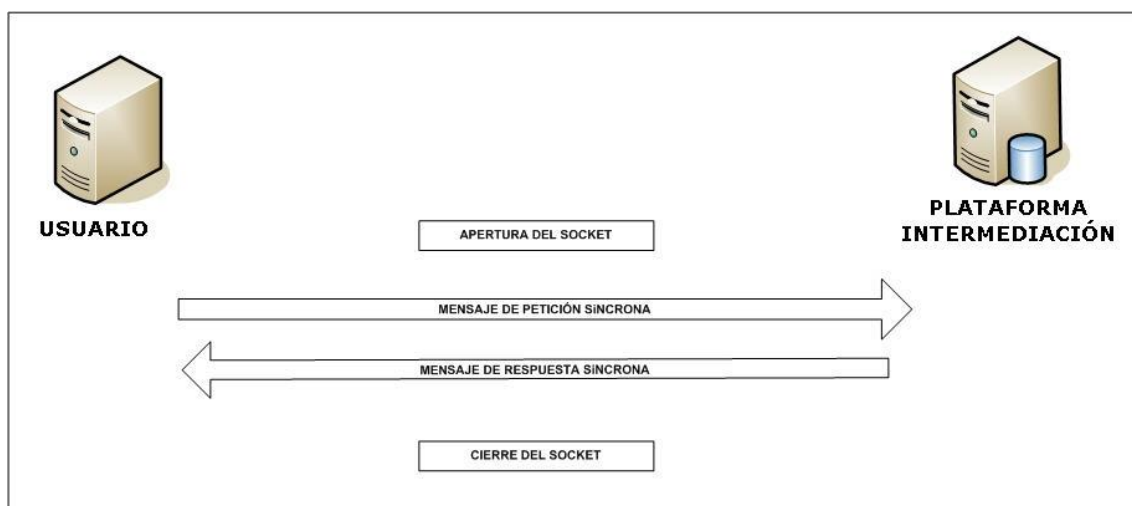 USUARIO
PLATAFORMA
INTERMEDIACIÓN
APERTURA DEL SOCKET
MENSAJE DE PETICIÓN SíNCRONA
MENSAJE DE RESPUESTA SíNCRONA
CIERRE DEL SOCKET